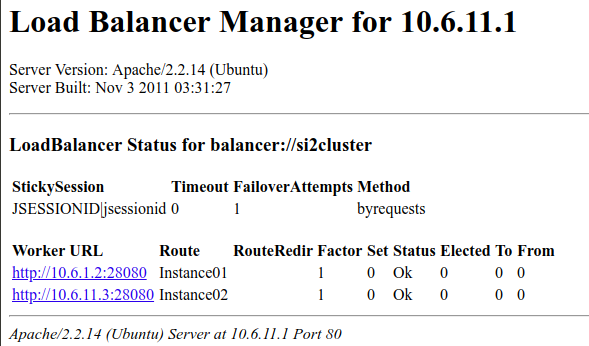 Load Balancer Manager for 10.6.11.1
Server Version: Apache/2.2.14 (Ubuntu)
Server Built: Nov 3 2011 03:31:27
LoadBalancer Status for balancer://si2cluster
StickySession Timeout FailoverAttempts Method
JSESSIONID|jsessionid 0 1 byrequests
Worker URL Route RouteRedir Factor Set Status Elected To From
http://10.6.1.2:28080 Instance01 1 0 Ok 0 0 0
http://10.6.11.3:28080 Instance02 1 0 Ok 0 0 0
Apache/2.2.14 (Ubuntu) Server at 10.6.11.1 Port 80